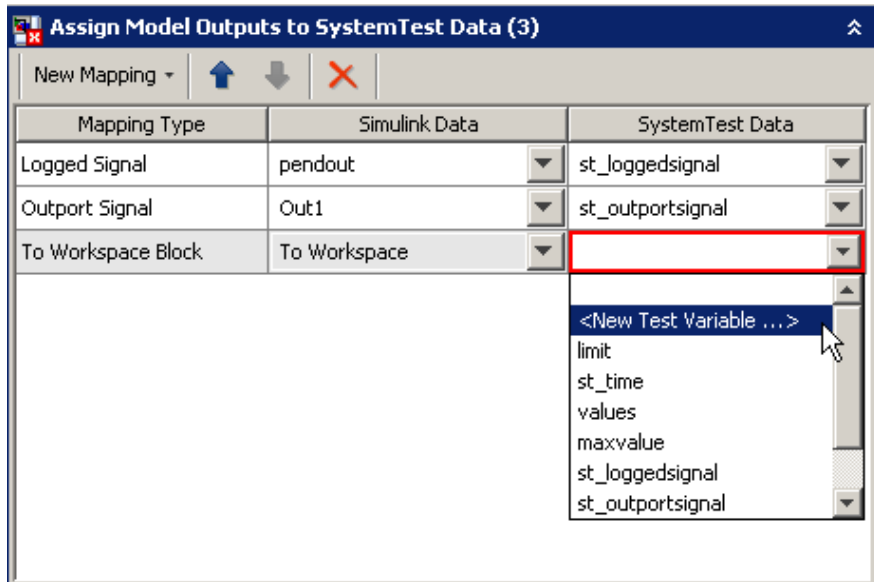 Assign Model Outputs to SystemTest Data (3)
New Mapping
Mapping Type Simulink Data SystemTest Data
Logged Signal pendout st_loggedsignal
Outport Signal Out1 st_outportsignal
To Workspace Block To Workspace
<New Test Variable ...>
limit
st_time
values
maxvalue
st_loggedsignal
st_outportsignal